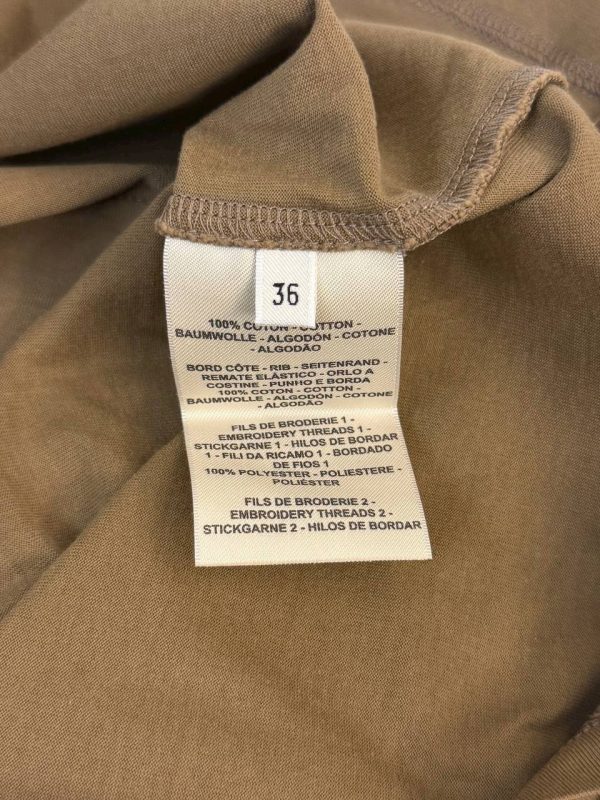 36
100% COTON - COTTON -
BAUMWOLLE - ALGODÓN - COTONE
- ALGODÃO
BORD CÔTE - RIB - SEITENRAND -
REMATE ELÁSTICO - ORLO A
COSTINE - PUNHO E BORDA
100% COTON - COTTON -
BAUMWOLLE - ALGODÓN - COTONE
- ALGODÃO
FILS DE BRODERIE 1 -
EMBROIDERY THREADS 1 -
STICKGARNE 1 - HILOS DE BORDAR
1 - FILI DA RICAMO 1 - BORDADO
DE FIOS 1
100% POLYESTER - POLIESTERE -
POLIÉSTER
FILS DE BRODERIE 2 -
EMBROIDERY THREADS 2 -
STICKGARNE 2 - HILOS DE BORDAR